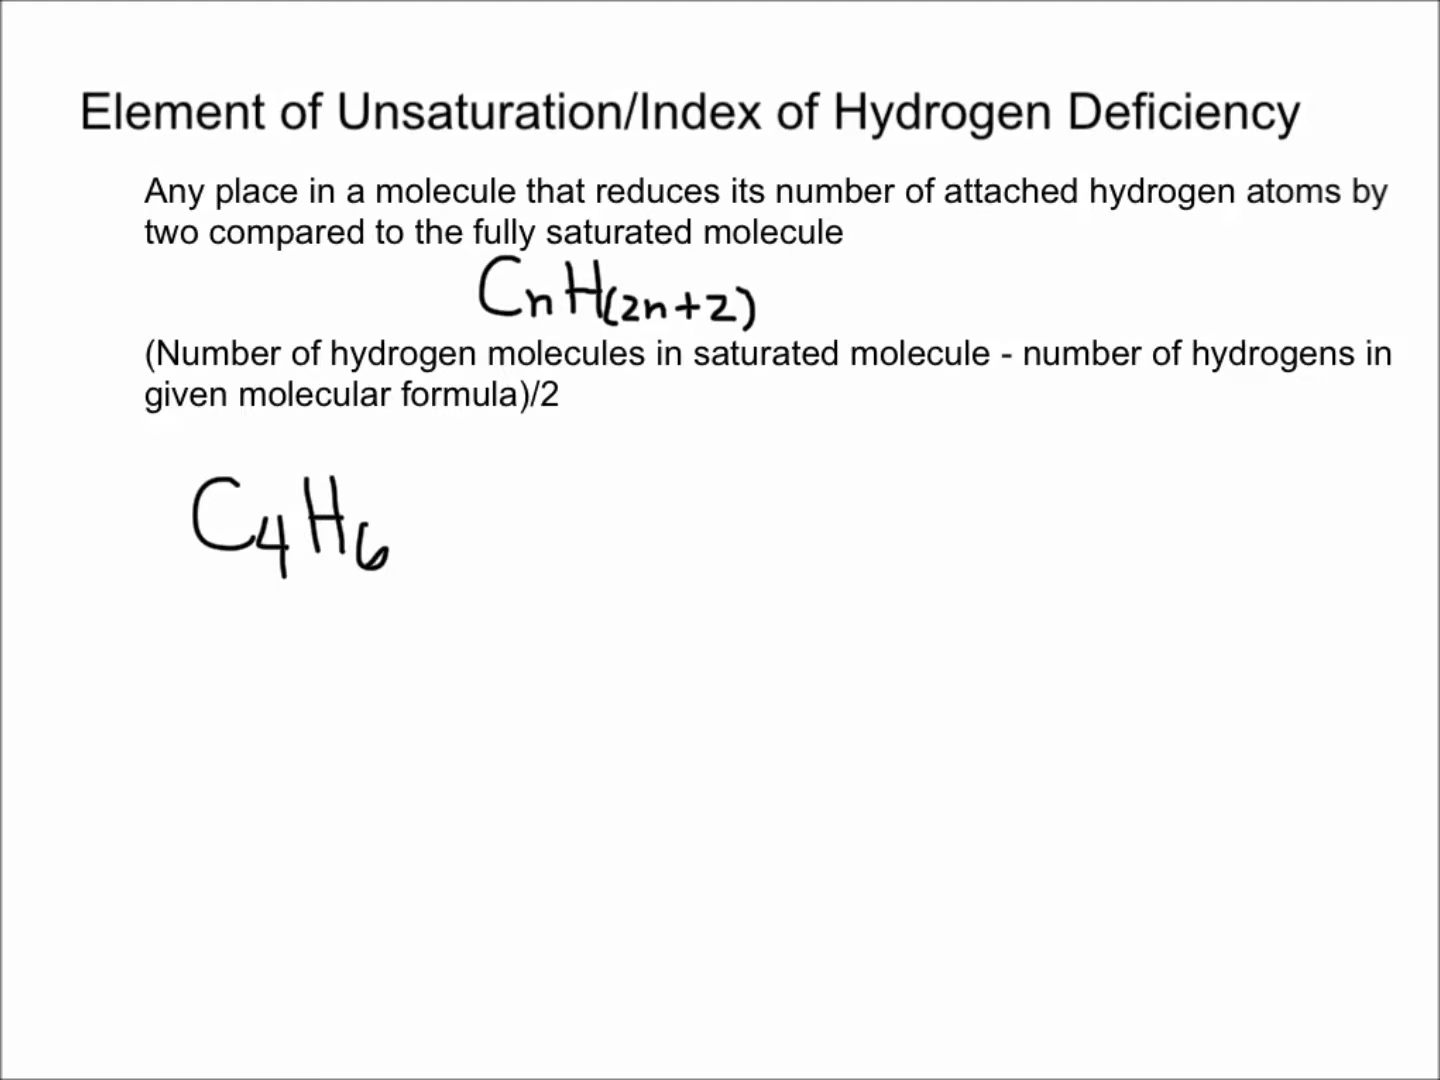 Element of Unsaturation/Index of Hydrogen Deficiency
Any place in a molecule that reduces its number of attached hydrogen atoms by
two compared to the fully saturated molecule
CnH(2n+2)
(Number of hydrogen molecules in saturated molecule - number of hydrogens in
given molecular formula)/2
C4H6